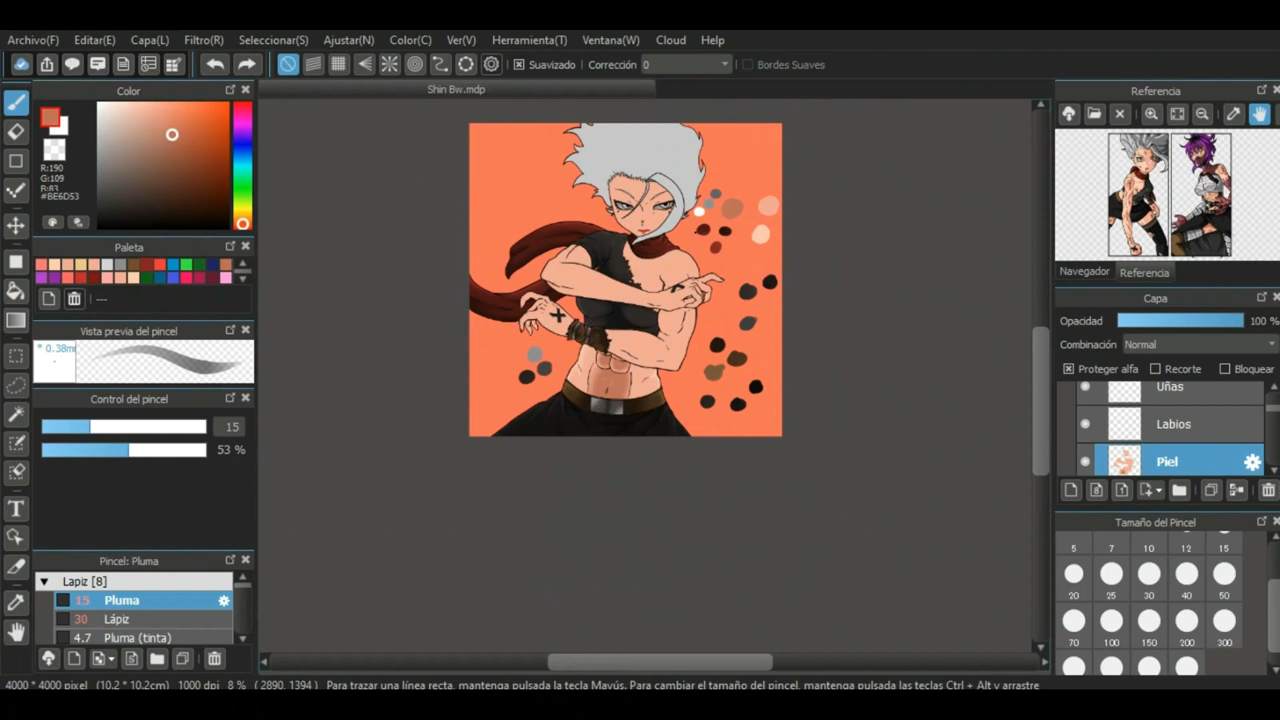 Archivo(F) Editar(E) Capa(L) Filtro(R) Seleccionar(S) Ajustar(N) Color(C) Ver(V) Herramienta(T) Ventana(W) Cloud Help
Suavizado Corrección 0 Bordes Suaves
Color
Shin Bw.mdp
Referencia
R:190
G:109
B:83
#BE6D53
Paleta
---
Vista previa del pincel
* 0.38m
Control del pincel
15
53 %
Navegador Referencia
Capa
Opacidad 100 %
Combinación Normal
Proteger alfa Recorte Bloquear
Uñas
Labios
Piel
Pincel: Pluma
Lapiz [8]
15 Pluma
30 Lápiz
4.7 Pluma (tinta)
Tamaño del Pincel
5 7 10 12 15
20 25 30 40 50
70 100 150 200 300
4000 * 4000 pixel (10.2 * 10.2cm) 1000 dpi 8 % ( 2890, 1394 ) Para trazar una línea recta, mantenga pulsada la tecla Mayús. Para cambiar el tamaño del pincel, mantenga pulsadas las teclas Ctrl + Alt y arrastre